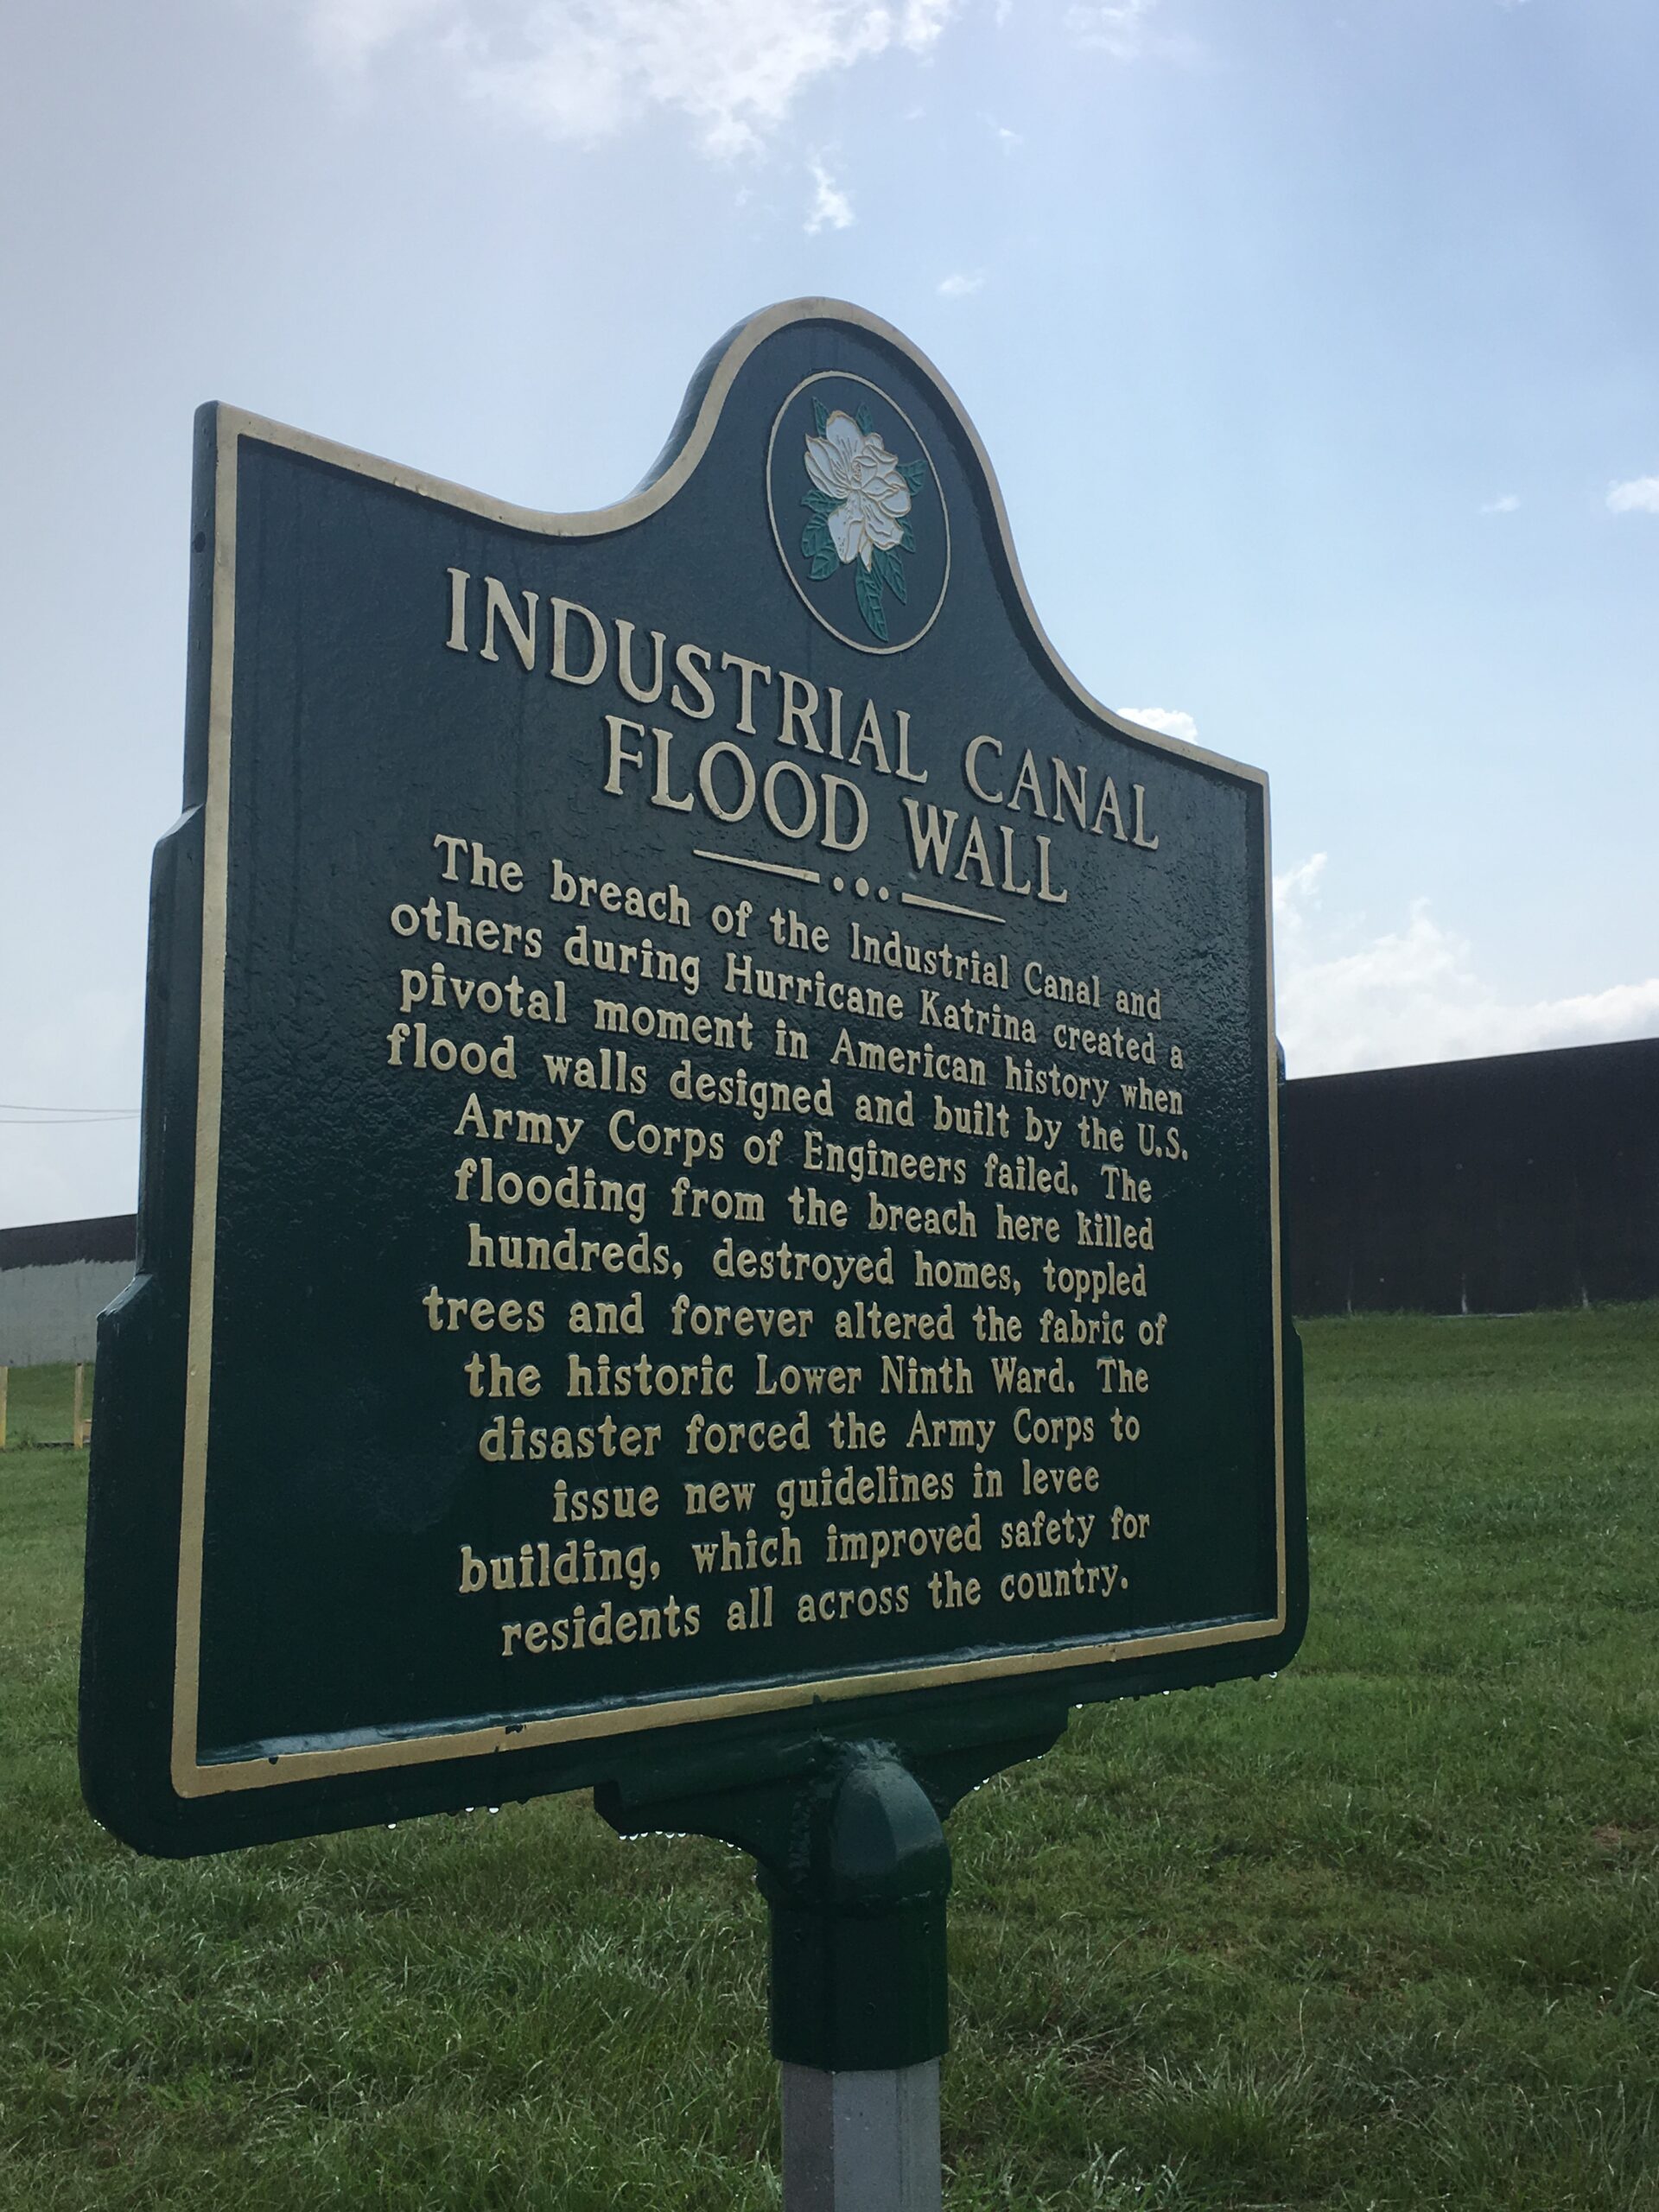 INDUSTRIAL CANAL
FLOOD WALL
The breach of the Industrial Canal and
others during Hurricane Katrina created a
pivotal moment in American history when
flood walls designed and built by the U.S.
Army Corps of Engineers failed. The
flooding from the breach here killed
hundreds, destroyed homes, toppled
trees and forever altered the fabric of
the historic Lower Ninth Ward. The
disaster forced the Army Corps to
issue new guidelines in levee
building, which improved safety for
residents all across the country.